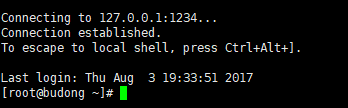 Connecting to 127.0.0.1:1234...
Connection established.
To escape to local shell, press Ctrl+Alt+].
Last login: Thu Aug  3 19:33:51 2017
[root@budong ~]#